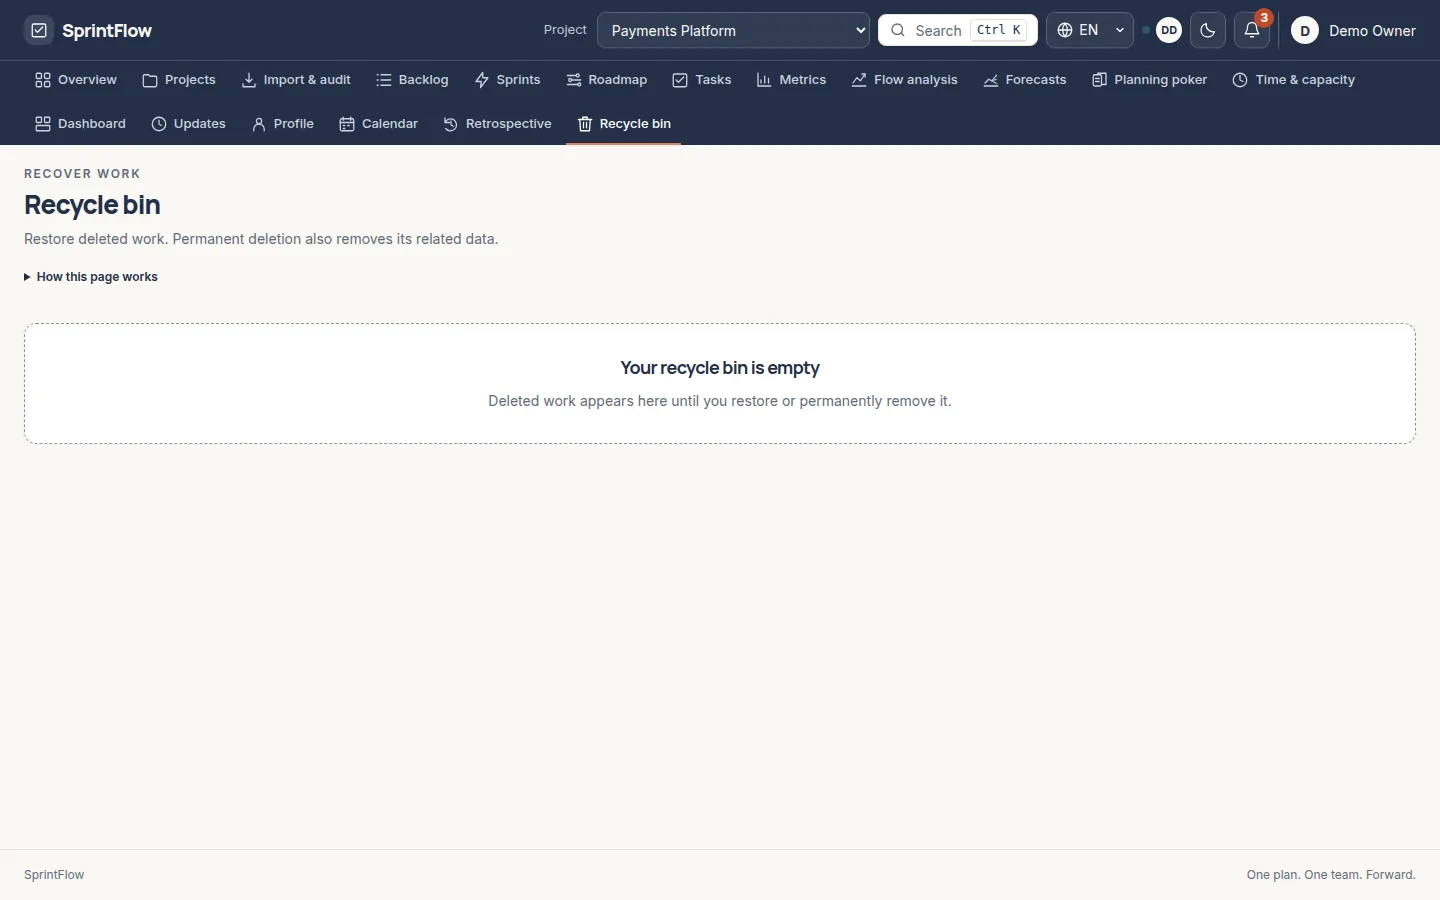 SprintFlow
Project
Payments Platform
Search
Ctrl K
EN
DD
3
D
Demo Owner
Overview
Projects
Import & audit
Backlog
Sprints
Roadmap
Tasks
Metrics
Flow analysis
Forecasts
Planning poker
Time & capacity
Dashboard
Updates
Profile
Calendar
Retrospective
Recycle bin
RECOVER WORK
Recycle bin
Restore deleted work. Permanent deletion also removes its related data.
How this page works
Your recycle bin is empty
Deleted work appears here until you restore or permanently remove it.
SprintFlow
One plan. One team. Forward.